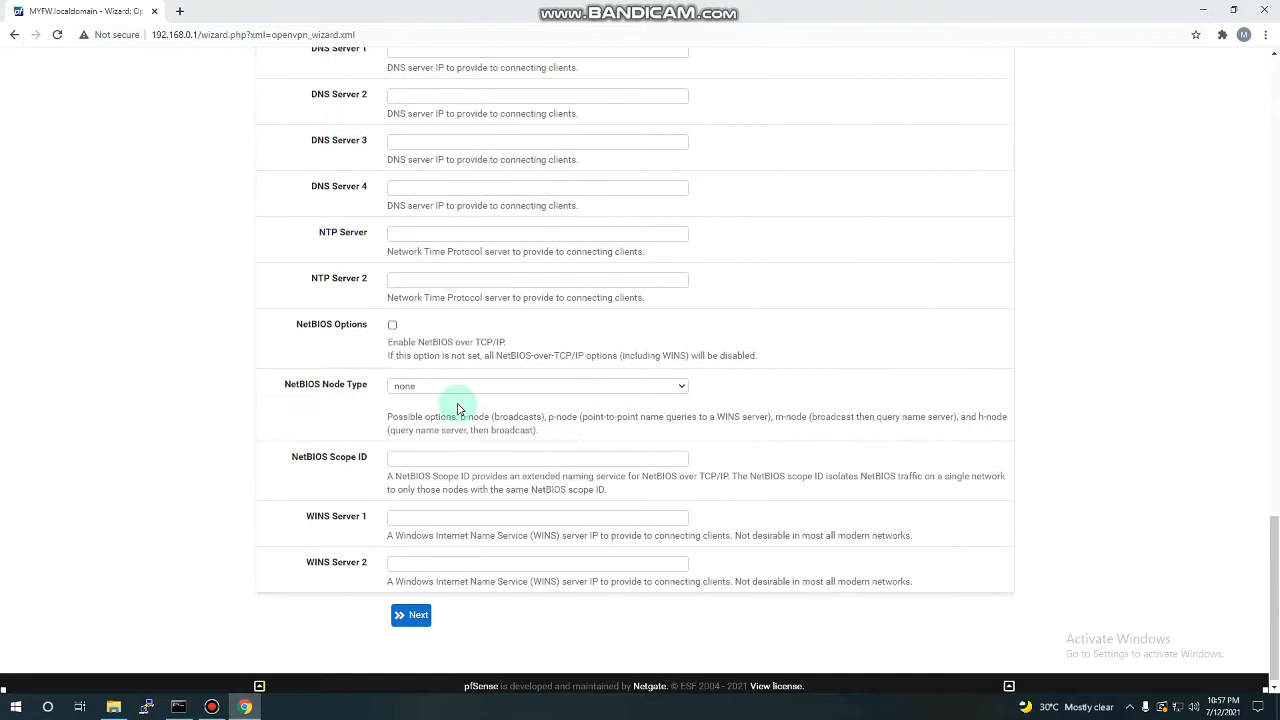 MYFW.localdomain - Wizard: Op
WWW.BANDICAM.COM
Not secure
192.168.0.1/wizard.php?xml=openvpn_wizard.xml
M
DNS Server 1
DNS server IP to provide to connecting clients.
DNS Server 2
DNS server IP to provide to connecting clients.
DNS Server 3
DNS server IP to provide to connecting clients.
DNS Server 4
DNS server IP to provide to connecting clients.
NTP Server
Network Time Protocol server to provide to connecting clients.
NTP Server 2
Network Time Protocol server to provide to connecting clients.
NetBIOS Options
Enable NetBIOS over TCP/IP.
If this option is not set, all NetBIOS-over-TCP/IP options (including WINS) will be disabled.
NetBIOS Node Type
none
Possible options: b-node (broadcasts), p-node (point-to-point name queries to a WINS server), m-node (broadcast then query name server), and h-node
(query name server, then broadcast).
NetBIOS Scope ID
A NetBIOS Scope ID provides an extended naming service for NetBIOS over TCP/IP. The NetBIOS scope ID isolates NetBIOS traffic on a single network
to only those nodes with the same NetBIOS scope ID.
WINS Server 1
A Windows Internet Name Service (WINS) server IP to provide to connecting clients. Not desirable in most all modern networks.
WINS Server 2
A Windows Internet Name Service (WINS) server IP to provide to connecting clients. Not desirable in most all modern networks.
Next
Activate Windows
Go to Settings to activate Windows.
pfSense is developed and maintained by Netgate. © ESF 2004 - 2021 View license.
30°C Mostly clear
10:57 PM
7/12/2021